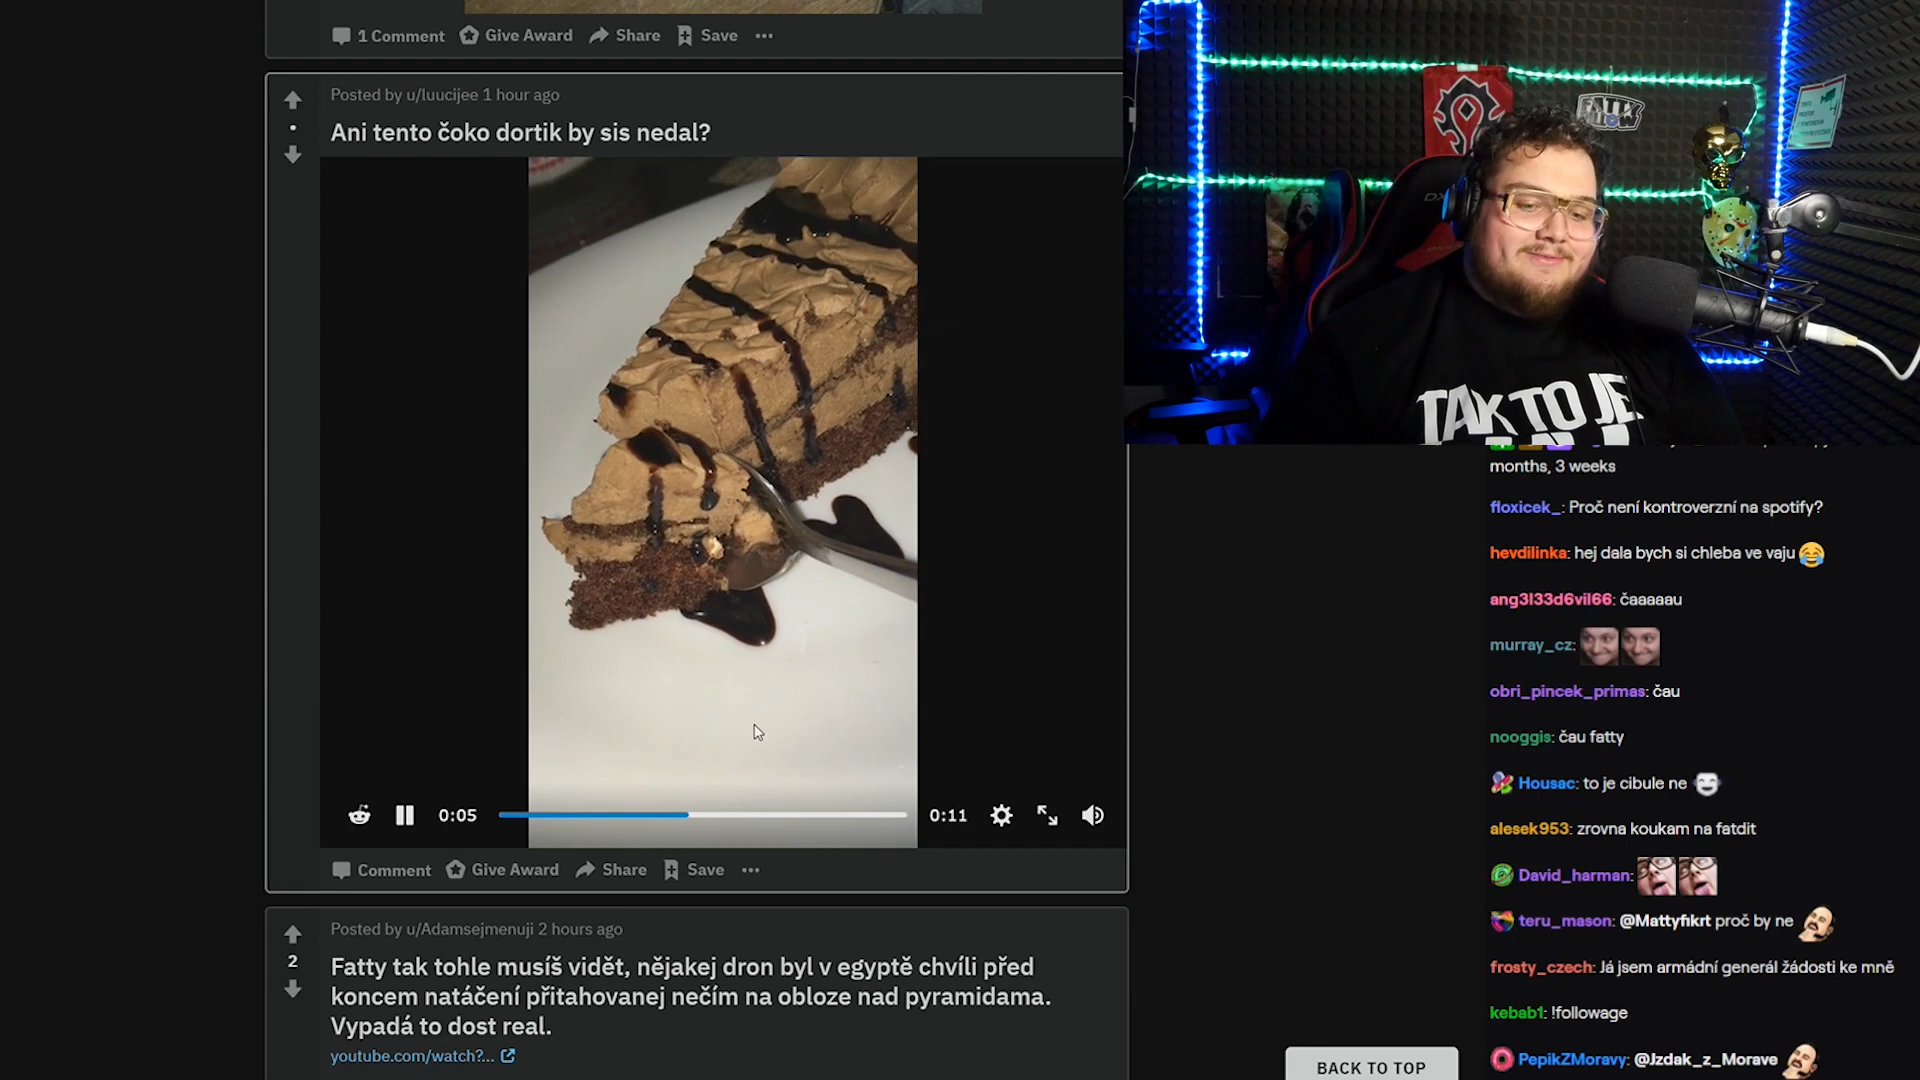 1 Comment Give Award Share Save
Posted by u/luucijee 1 hour ago
Ani tento čoko dortik by sis nedal?
0:05
0:11
Comment Give Award Share Save
Posted by u/Adamsejmenuji 2 hours ago
2
Fatty tak tohle musíš vidět, nějakej dron byl v egyptě chvíli před
koncem natáčení přitahovanej nečím na obloze nad pyramidama.
Vypadá to dost real.
youtube.com/watch?...
BACK TO TOP
FATTY
TAK TO JE
months, 3 weeks
floxicek_: Proč není kontroverzní na spotify?
hevdilinka: hej dala bych si chleba ve vaju
ang3l33d6vil66: čaaaaau
murray_cz:
obri_pincek_primas: čau
nooggis: čau fatty
Housac: to je cibule ne
alesek953: zrovna koukam na fatdit
David_harman:
teru_mason: @Mattyfikrt proč by ne
frosty_czech: Já jsem armádní generál žádosti ke mně
kebab1: !followage
PepikZMoravy: @Jzdak_z_Morave